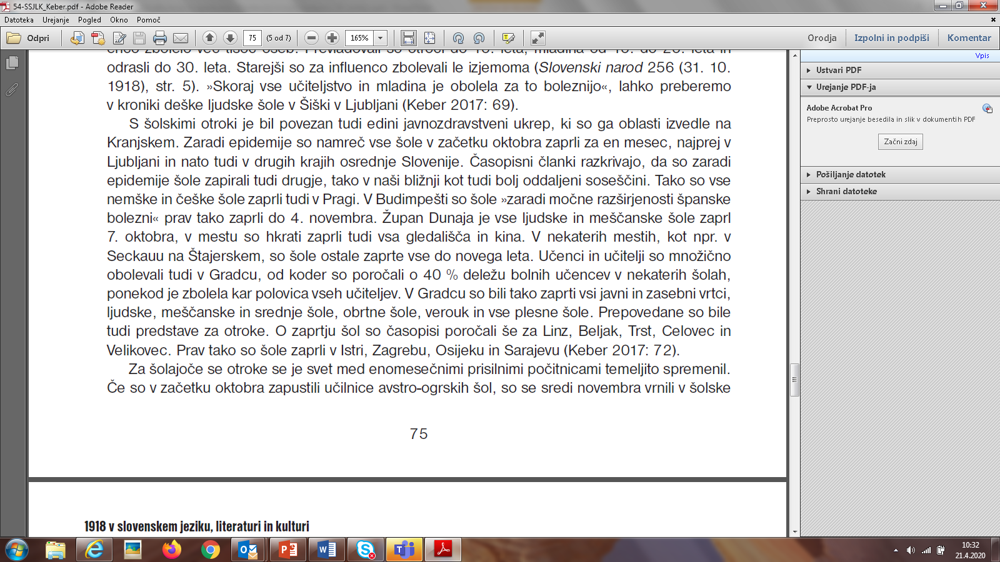 54-SSJLK_Keber.pdf - Adobe Reader
Datoteka Urejanje Pogled Okno Pomoč
Odpri 75 (5 od 7) 165% Orodja Izpolni in podpiši Komentar
Vpis
Ustvari PDF
Urejanje PDF-ja
Adobe Acrobat Pro
Preprosto urejanje besedila in slik v dokumentih PDF
Začni zdaj
Pošiljanje datotek
Shrani datoteke
odrasli do 30. leta. Starejši so za influenco zbolevali le izjemoma (Slovenski narod 256 (31. 10.
1918), str. 5). »Skoraj vse učiteljstvo in mladina je obolela za to boleznijo«, lahko preberemo
v kroniki deške ljudske šole v Šiški v Ljubljani (Keber 2017: 69).
S šolskimi otroki je bil povezan tudi edini javnozdravstveni ukrep, ki so ga oblasti izvedle na
Kranjskem. Zaradi epidemije so namreč vse šole v začetku oktobra zaprli za en mesec, najprej v
Ljubljani in nato tudi v drugih krajih osrednje Slovenije. Časopisni članki razkrivajo, da so zaradi
epidemije šole zapirali tudi drugje, tako v naši bližnji kot tudi bolj oddaljeni soseščini. Tako so vse
nemške in češke šole zaprli tudi v Pragi. V Budimpešti so šole »zaradi močne razširjenosti španske
bolezni« prav tako zaprli do 4. novembra. Župan Dunaja je vse ljudske in meščanske šole zaprl
7. oktobra, v mestu so hkrati zaprli tudi vsa gledališča in kina. V nekaterih mestih, kot npr. v
Seckauu na Štajerskem, so šole ostale zaprte vse do novega leta. Učenci in učitelji so množično
obolevali tudi v Gradcu, od koder so poročali o 40 % deležu bolnih učencev v nekaterih šolah,
ponekod je zbolela kar polovica vseh učiteljev. V Gradcu so bili tako zaprti vsi javni in zasebni vrtci,
ljudske, meščanske in srednje šole, obrtne šole, verouk in vse plesne šole. Prepovedane so bile
tudi predstave za otroke. O zaprtju šol so časopisi poročali še za Linz, Beljak, Trst, Celovec in
Velikovec. Prav tako so šole zaprli v Istri, Zagrebu, Osijeku in Sarajevu (Keber 2017: 72).
Za šolajoče se otroke se je svet med enomesečnimi prisilnimi počitnicami temeljito spremenil.
Če so v začetku oktobra zapustili učilnice avstro-ogrskih šol, so se sredi novembra vrnili v šolske
75
1918 v slovenskem jeziku, literaturi in kulturi
10:32
21.4.2020